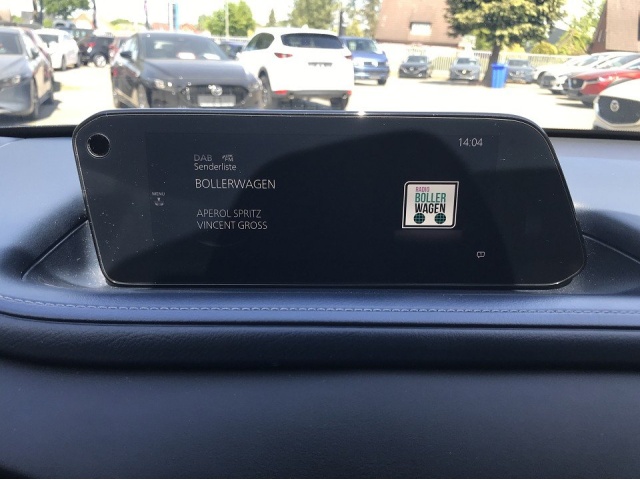 14:04
DAB
Senderliste
BOLLERWAGEN
MENU
APEROL SPRITZ
VINCENT GROSS
RADIO
BOLLER
WAGEN